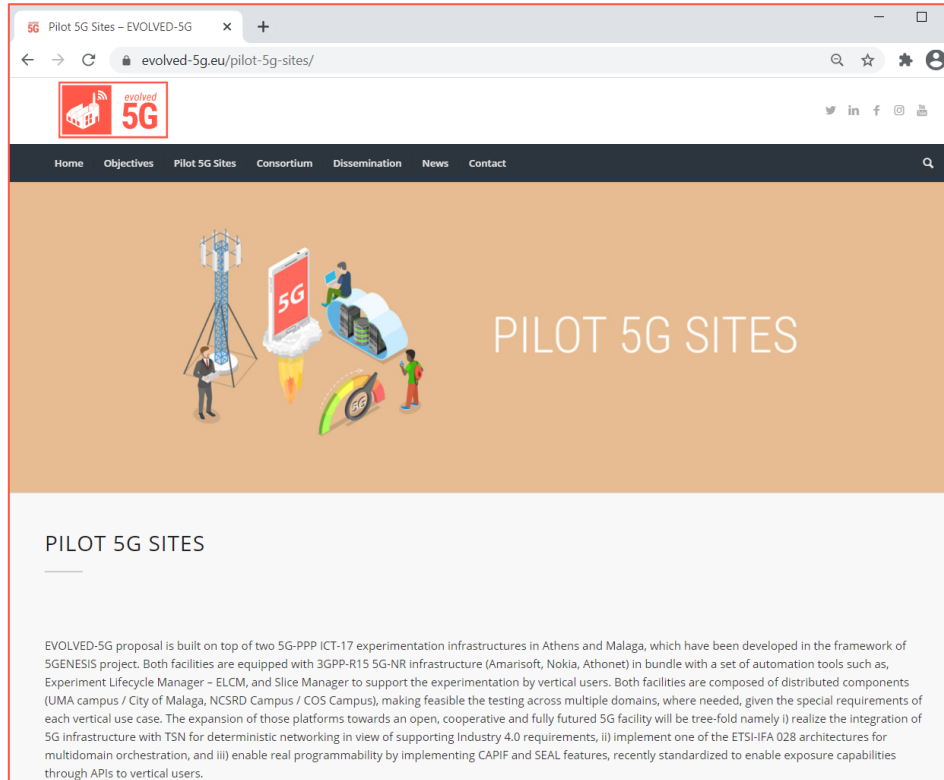 Pilot 5G Sites – EVOLVED-5G
evolved-5g.eu/pilot-5g-sites/
evolved
5G
Home Objectives Pilot 5G Sites Consortium Dissemination News Contact
5G
5G
PILOT 5G SITES
PILOT 5G SITES
EVOLVED-5G proposal is built on top of two 5G-PPP ICT-17 experimentation infrastructures in Athens and Malaga, which have been developed in the framework of
5GENESIS project. Both facilities are equipped with 3GPP-R15 5G-NR infrastructure (Amarisoft, Nokia, Athonet) in bundle with a set of automation tools such as,
Experiment Lifecycle Manager – ELCM, and Slice Manager to support the experimentation by vertical users. Both facilities are composed of distributed components
(UMA campus / City of Malaga, NCSRD Campus / COS Campus), making feasible the testing across multiple domains, where needed, given the special requirements of
each vertical use case. The expansion of those platforms towards an open, cooperative and fully futured 5G facility will be tree-fold namely i) realize the integration of
5G infrastructure with TSN for deterministic networking in view of supporting Industry 4.0 requirements, ii) implement one of the ETSI-IFA 028 architectures for
multidomain orchestration, and iii) enable real programmability by implementing CAPIF and SEAL features, recently standardized to enable exposure capabilities
through APIs to vertical users.